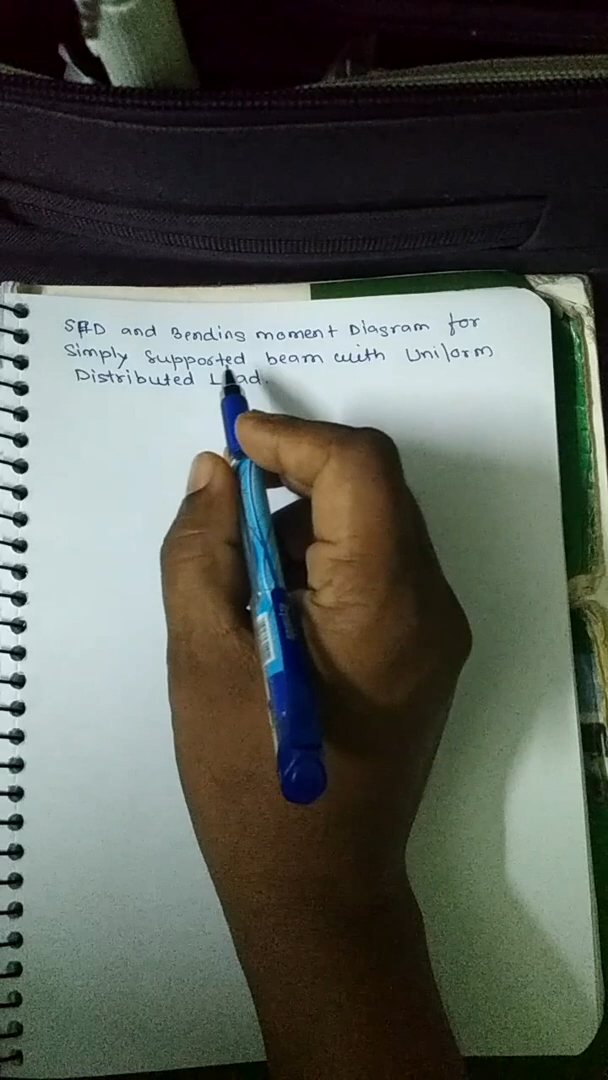 SFD and Bending moment Diagram for
Simply Supported beam with Uniform
Distributed Load.